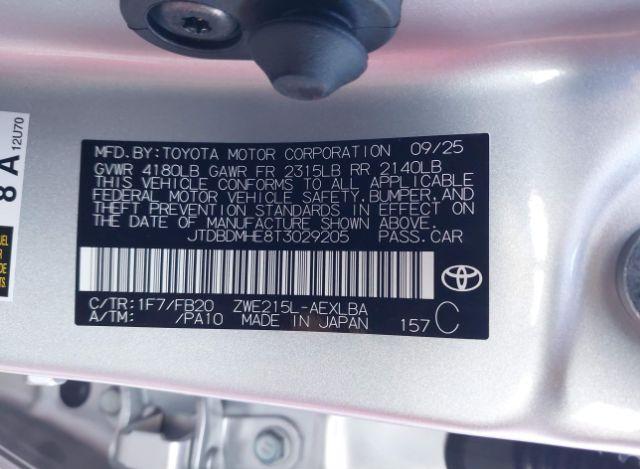 MFD. BY: TOYOTA MOTOR CORPORATION 09/25
GVWR 4180LB GAWR FR 2315LB RR 2140LB
THIS VEHICLE CONFORMS TO ALL APPLICABLE
FEDERAL MOTOR VEHICLE SAFETY, BUMPER, AND
THEFT PREVENTION STANDARDS IN EFFECT ON
THE DATE OF MANUFACTURE SHOWN ABOVE.
JTDBDMHE8T3029205 PASS. CAR
C/TR: 1F7/FB20 ZWE215L-AEXLBA
A/TM: /PA10 MADE IN JAPAN 157 C
8 A
12U70